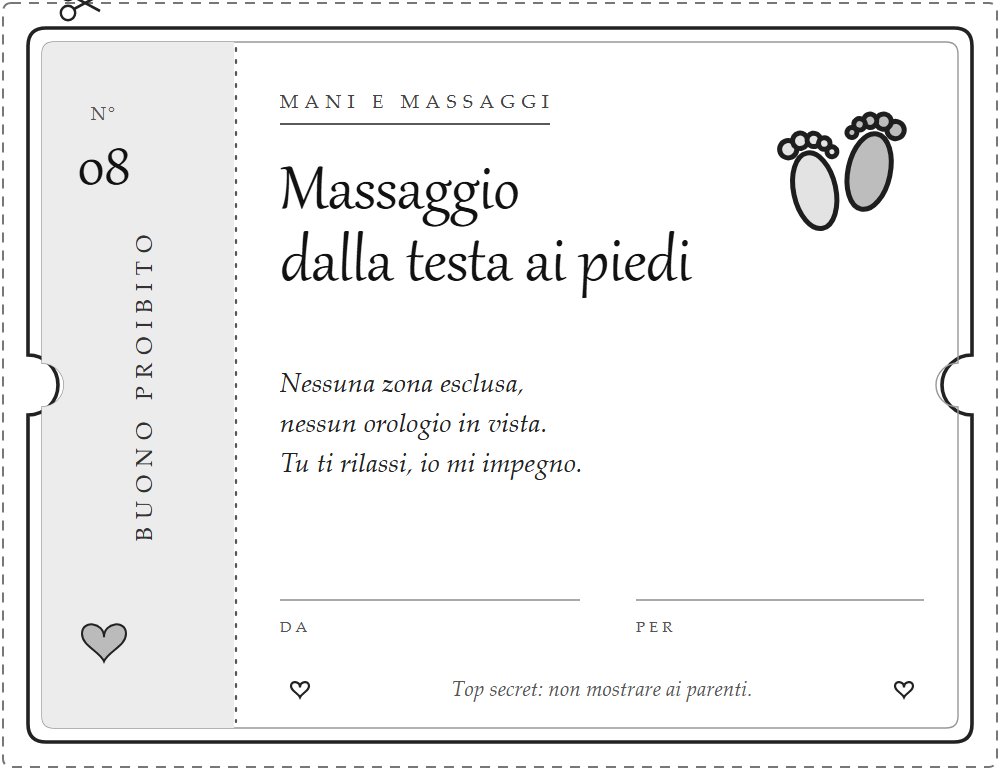 N°
08
BUONO PROIBITO
MANI E MASSAGGI
Massaggio
dalla testa ai piedi
Nessuna zona esclusa,
nessun orologio in vista.
Tu ti rilassi, io mi impegno.
DA
PER
Top secret: non mostrare ai parenti.